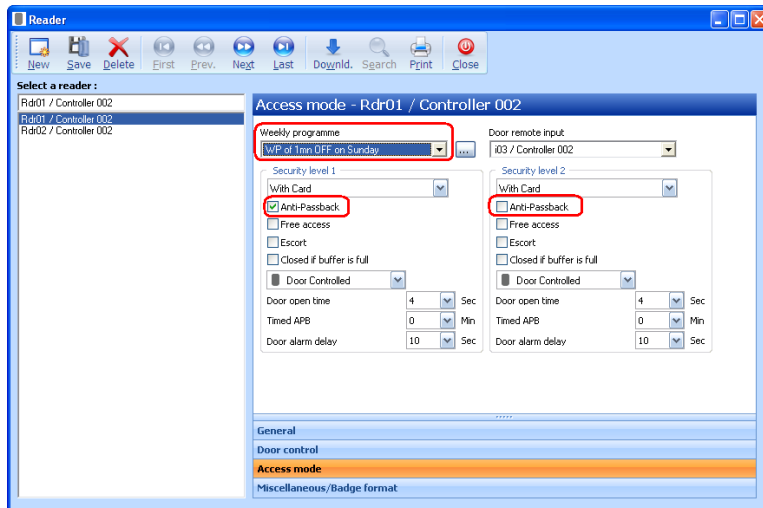 Reader
New Save Delete First Prev. Next Last Downld. Search Print Close
Select a reader :
Rdr01 / Controller 002
Rdr01 / Controller 002
Rdr02 / Controller 002
Access mode - Rdr01 / Controller 002
Weekly programme Door remote input
WP of 1mn OFF on Sunday ... i03 / Controller 002
Security level 1 Security level 2
With Card With Card
Anti-Passback Anti-Passback
Free access Free access
Escort Escort
Closed if buffer is full Closed if buffer is full
Door Controlled Door Controlled
Door open time 4 Sec Door open time 4 Sec
Timed APB 0 Min Timed APB 0 Min
Door alarm delay 10 Sec Door alarm delay 10 Sec
General
Door control
Access mode
Miscellaneous/Badge format